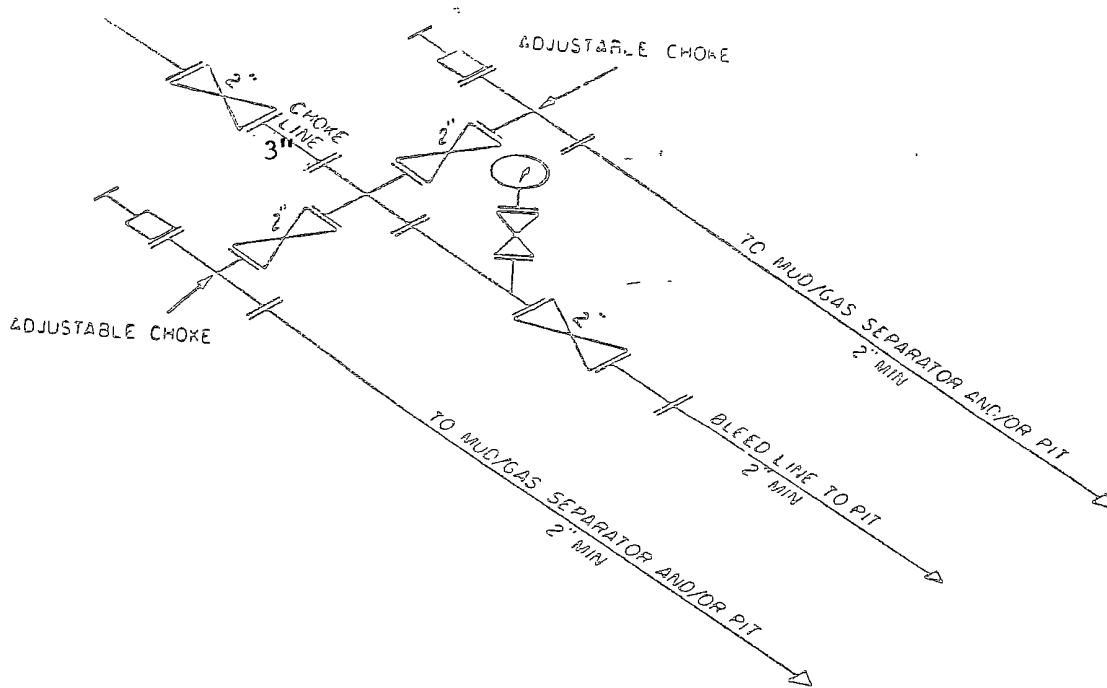 ADJUSTABLE CHOKE
2"
CHOKE
LINE
3"
2"
P
2"
ADJUSTABLE CHOKE
2"
TO MUD/GAS SEPARATOR AND/OR PIT
2" MIN
BLEED LINE TO PIT
2" MIN
TO MUD/GAS SEPARATOR AND/OR PIT
2" MIN